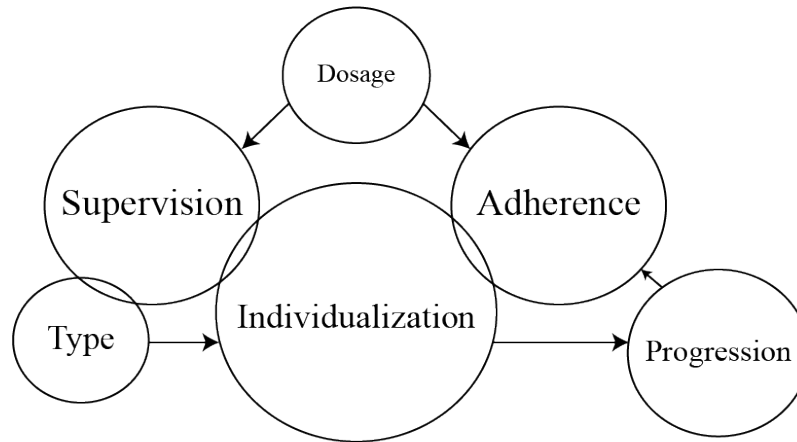 Dosage
Supervision
Adherence
Individualization
Type
Progression